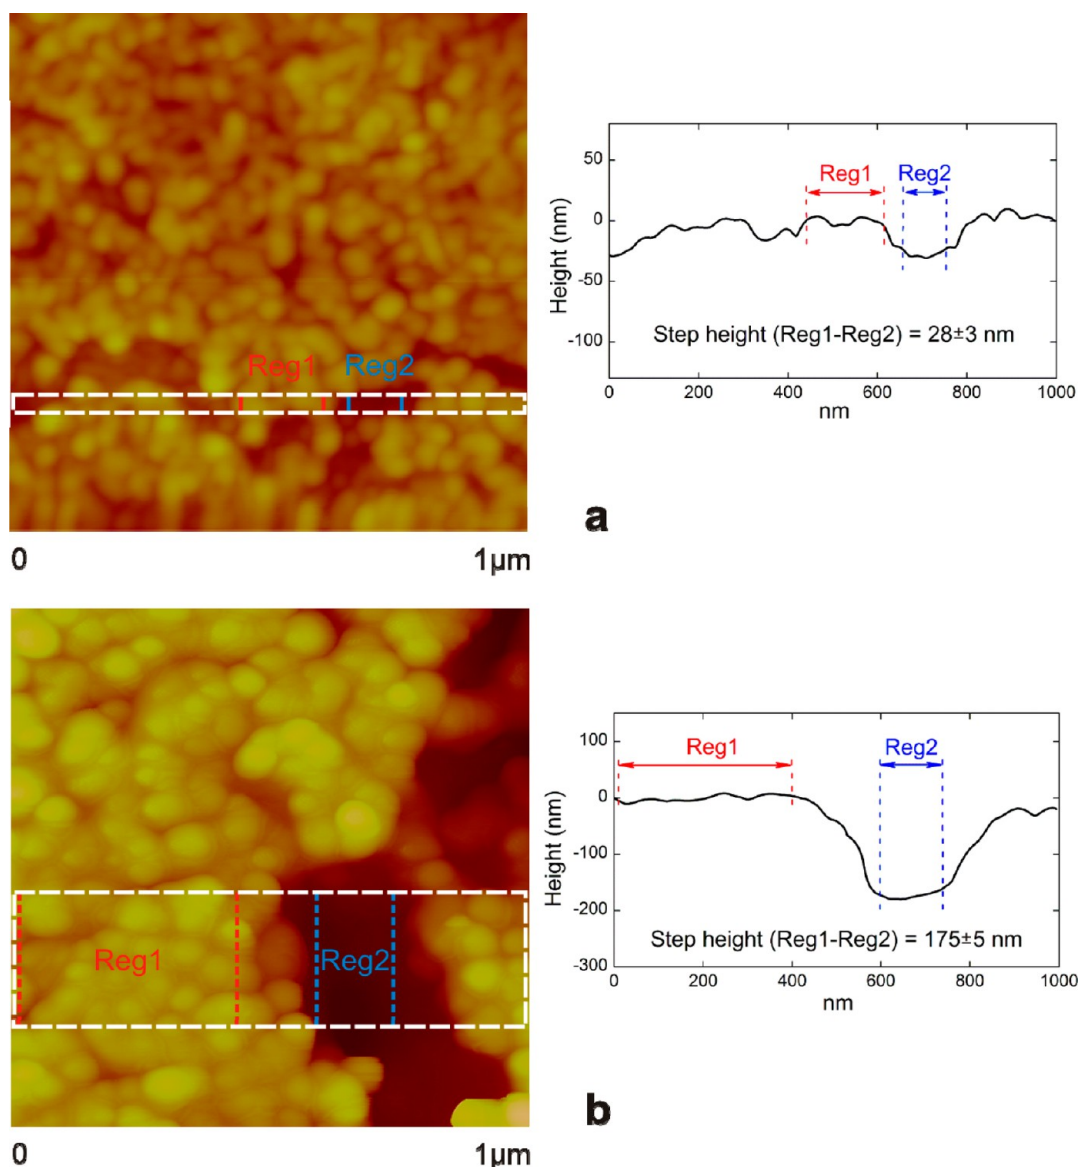 Reg1 Reg2
0 1μm
Height (nm)
50
0
-50
-100
Reg1 Reg2
Step height (Reg1-Reg2) = 28±3 nm
0 200 400 600 800 1000
nm
a
Reg1 Reg2
0 1μm
Height (nm)
100
0
-100
-200
-300
Reg1 Reg2
Step height (Reg1-Reg2) = 175±5 nm
0 200 400 600 800 1000
nm
b